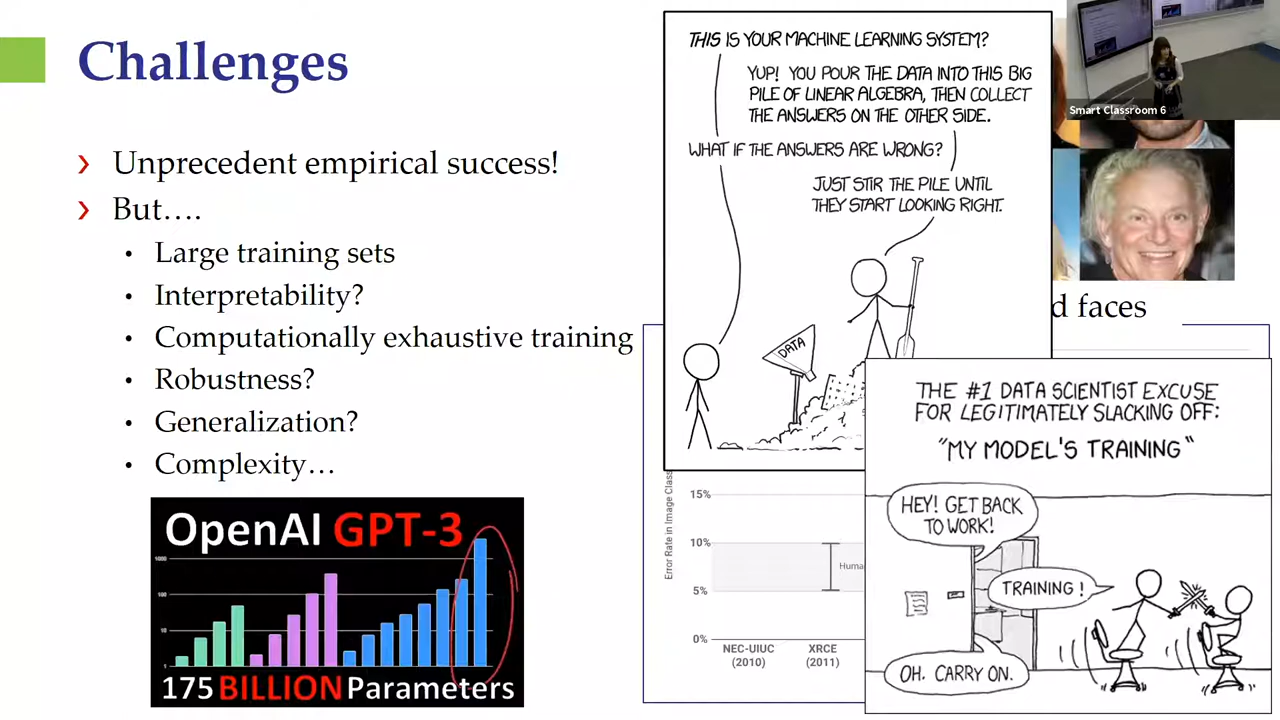 Challenges
Unprecedent empirical success!
But….
Large training sets
Interpretability?
Computationally exhaustive training
Robustness?
Generalization?
Complexity…
OpenAI GPT-3
1000
100
10
1
175 BILLION Parameters
THIS IS YOUR MACHINE LEARNING SYSTEM?
YUP! YOU POUR THE DATA INTO THIS BIG
PILE OF LINEAR ALGEBRA, THEN COLLECT
THE ANSWERS ON THE OTHER SIDE.
WHAT IF THE ANSWERS ARE WRONG?
JUST STIR THE PILE UNTIL
THEY START LOOKING RIGHT.
DATA
Smart Classroom 6
d faces
Error Rate in Image Class
15%
10%
5%
0%
Huma
NEC-UIUC
(2010)
XRCE
(2011)
THE #1 DATA SCIENTIST EXCUSE
FOR LEGITIMATELY SLACKING OFF:
"MY MODEL'S TRAINING"
HEY! GET BACK
TO WORK!
TRAINING!
OH. CARRY ON.